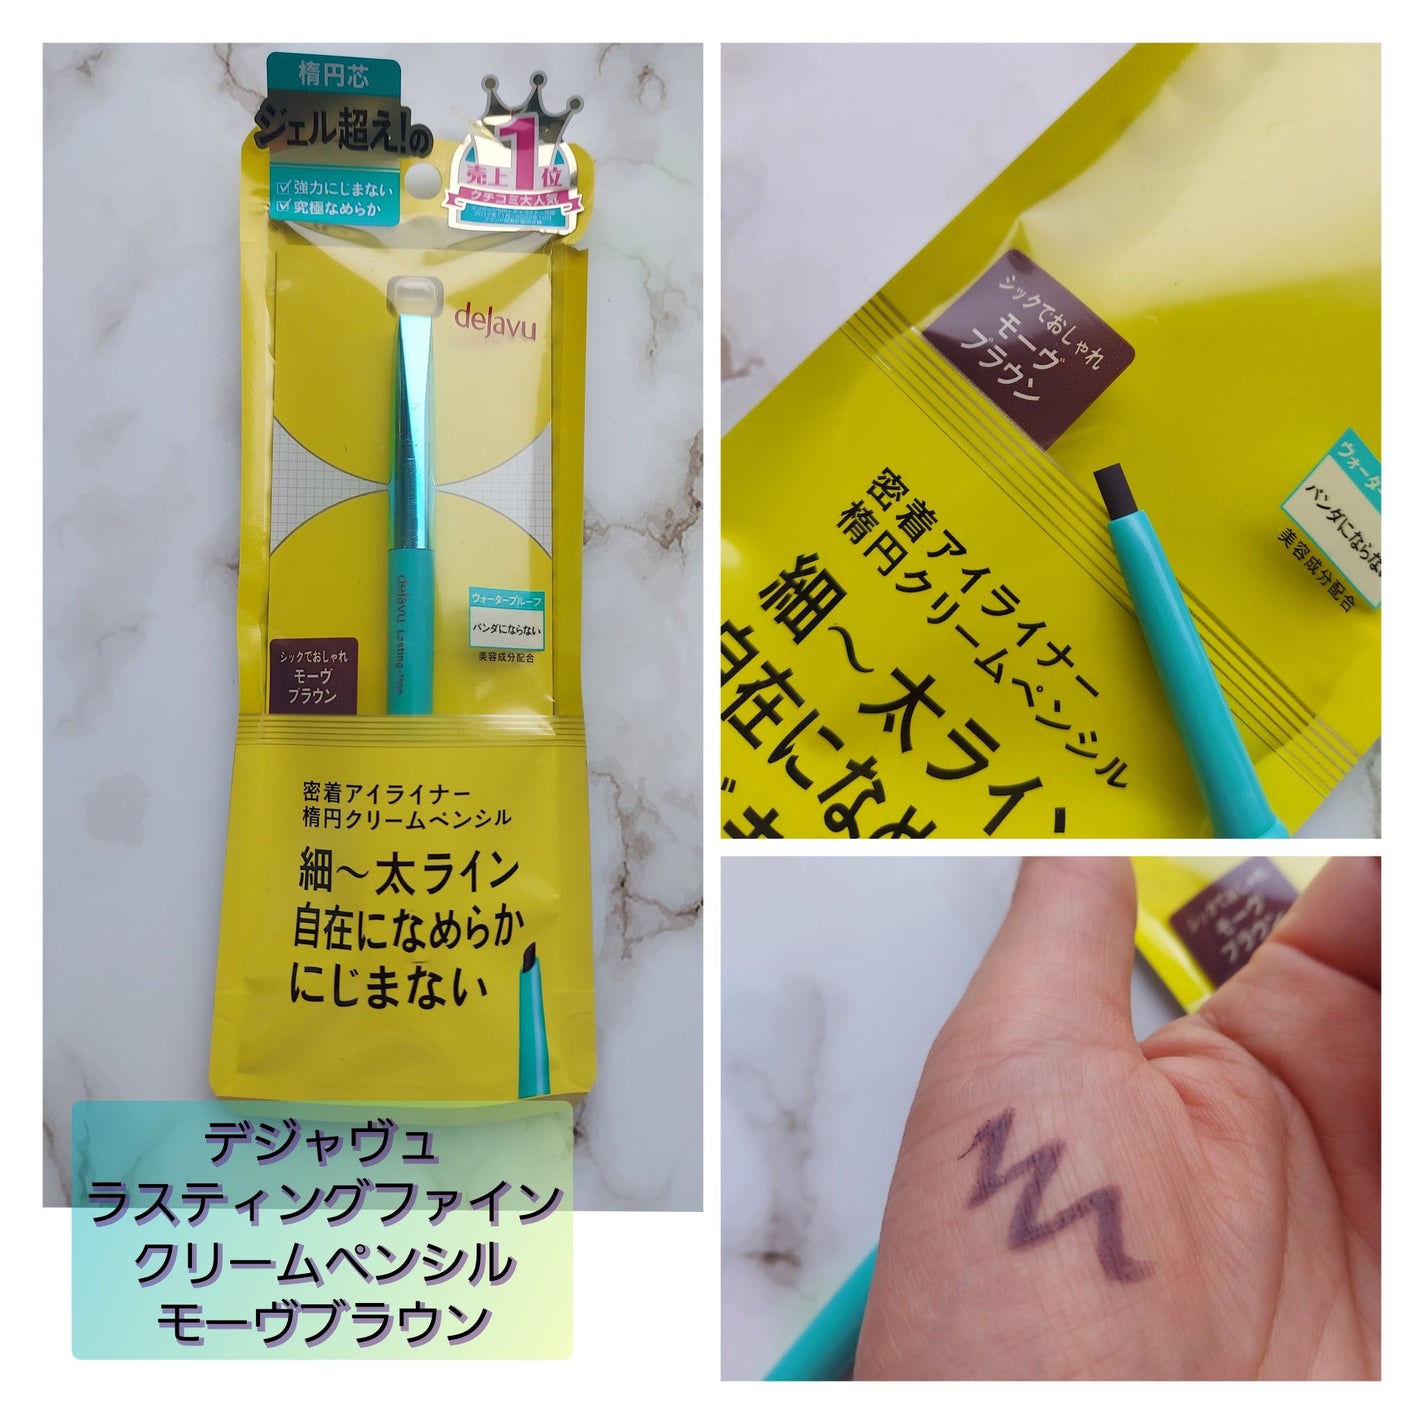 楕円芯
ジェル超え!の
強力にじまない
究極なめらか
売上1位
クチコミ大人気
dejavu
dejavu Lasting-fine
ウォータープルーフ
パンダにならない
美容成分配合
シックでおしゃれ
モーヴ
ブラウン
密着アイライナー
楕円クリームペンシル
細〜太ライン
自在になめらか
にじまない
デジャヴュ
ラスティングファイン
クリームペンシル
モーヴブラウン
シックでおしゃれ
モーヴ
ブラウン
ウォーター
パンダにならな
美容成分配合
密着アイライナー
楕円クリームペンシル
細〜太ライン
自在になめ
モーヴ
ブラウン